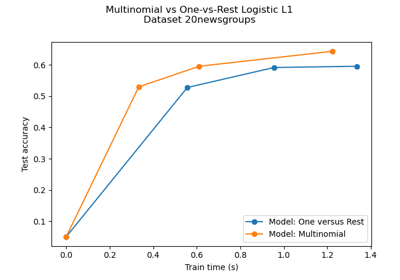 Multinomial vs One-vs-Rest Logistic L1
Dataset 20newsgroups
Test accuracy
0.6
0.5
0.4
0.3
0.2
0.1
Model: One versus Rest
Model: Multinomial
0.0 0.2 0.4 0.6 0.8 1.0 1.2 1.4
Train time (s)